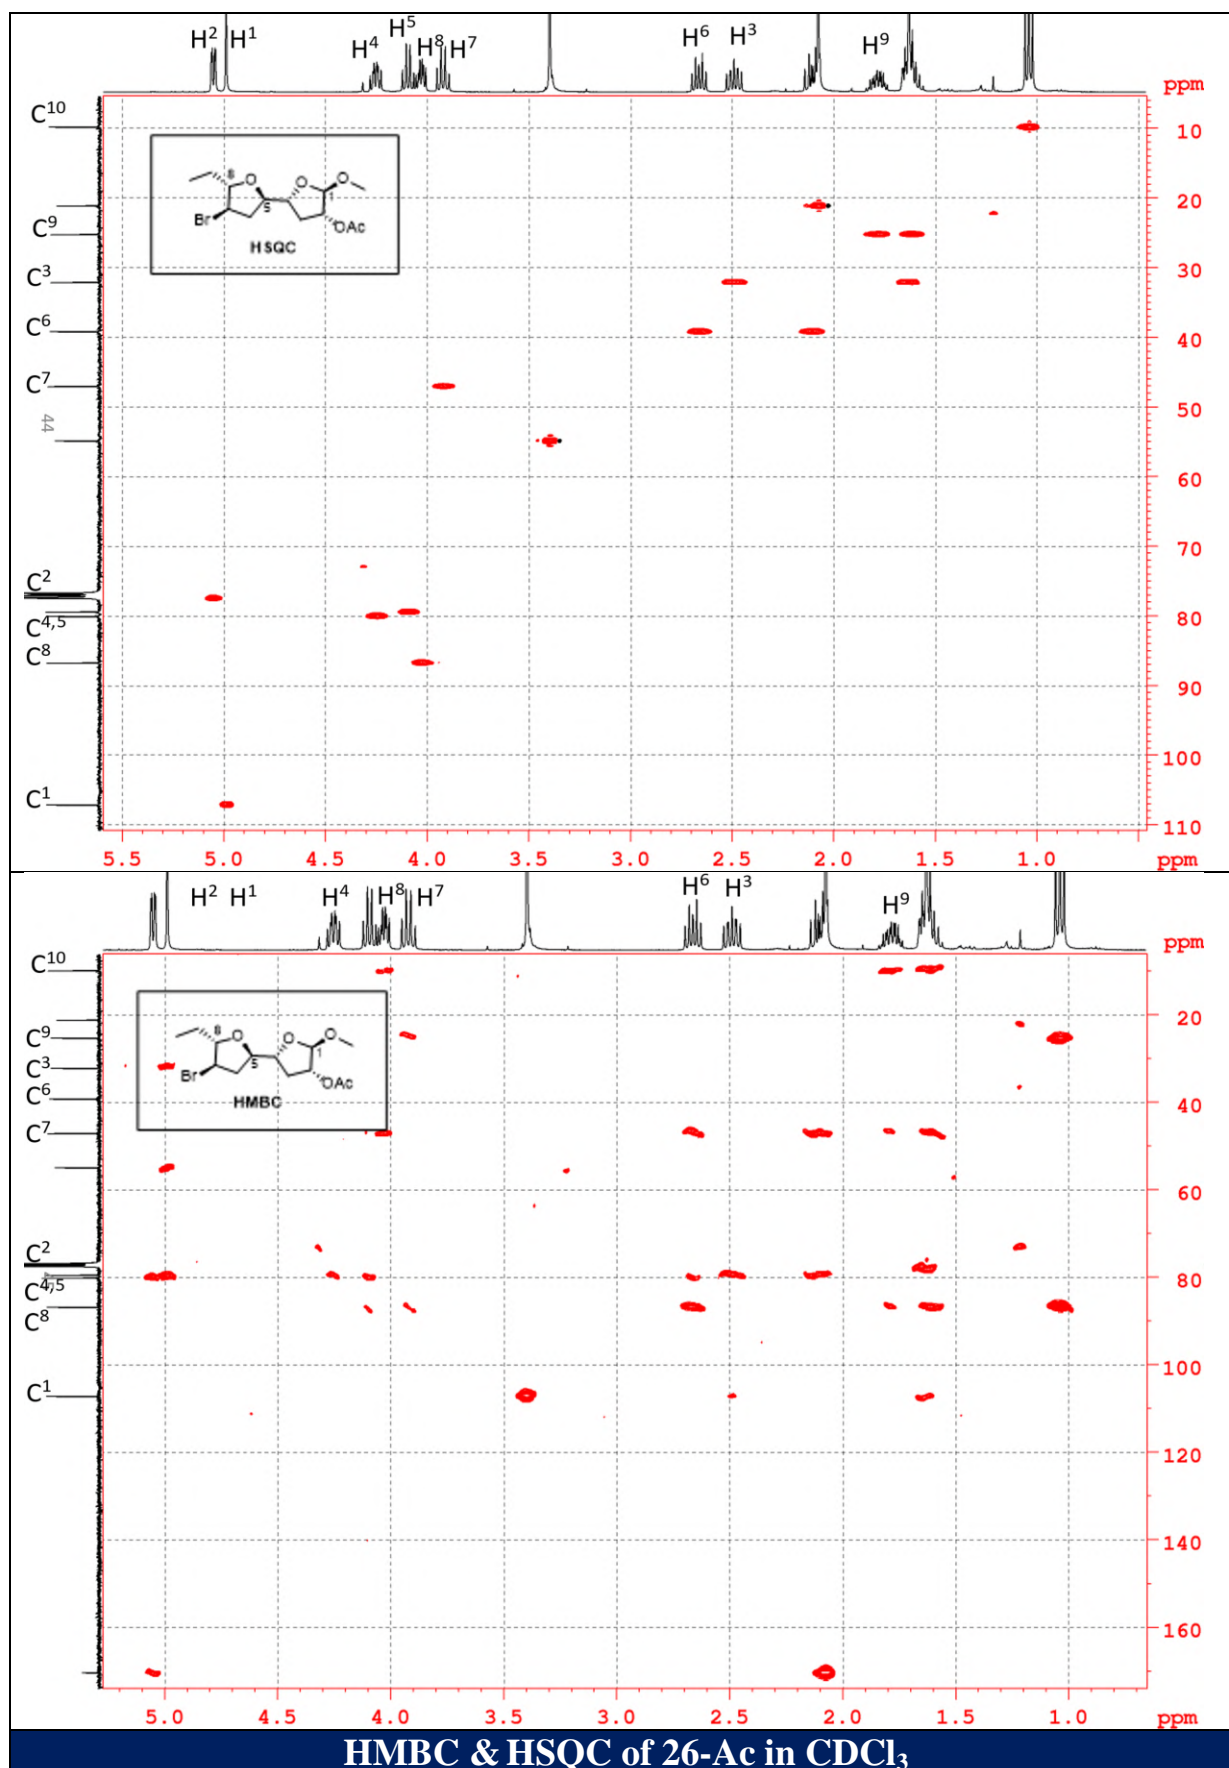 H² H¹ H⁴ H⁵ H⁸ H⁷ H⁶ H³ H⁹
ppm
C¹⁰
C⁹
C³
C⁶
C⁷
44
C²
C⁴,⁵
C⁸
C¹
8 O O O 1
Br 5 OAc
HSQC
10
20
30
40
50
60
70
80
90
100
110
5.5 5.0 4.5 4.0 3.5 3.0 2.5 2.0 1.5 1.0 ppm
H² H¹ H⁴ H⁸ H⁷ H⁶ H³ H⁹
ppm
C¹⁰
C⁹
C³
C⁶
C⁷
C²
C⁴,⁵
C⁸
C¹
8 O O O 1
Br 5 OAc
HMBC
20
40
60
80
100
120
140
160
5.0 4.5 4.0 3.5 3.0 2.5 2.0 1.5 1.0 ppm
HMBC & HSQC of 26-Ac in CDCl₃